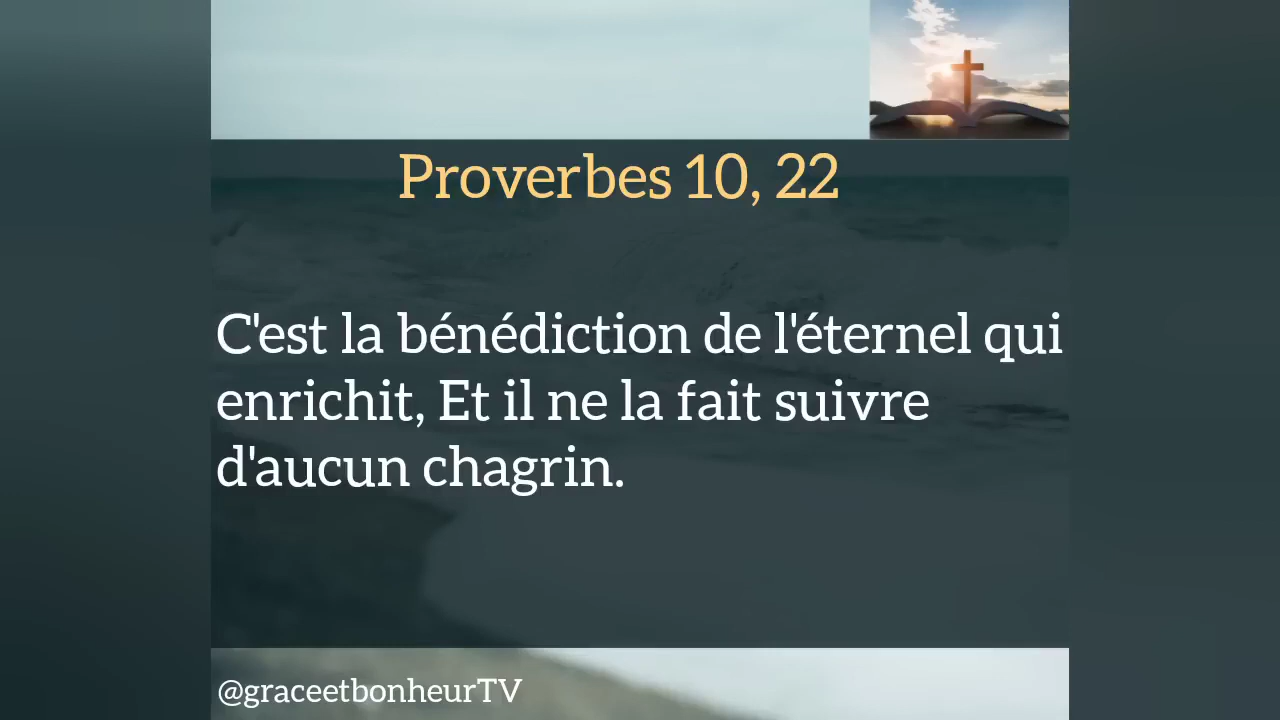 Proverbes 10, 22
C'est la bénédiction de l'éternel qui
enrichit, Et il ne la fait suivre
d'aucun chagrin.
@graceetbonheurTV